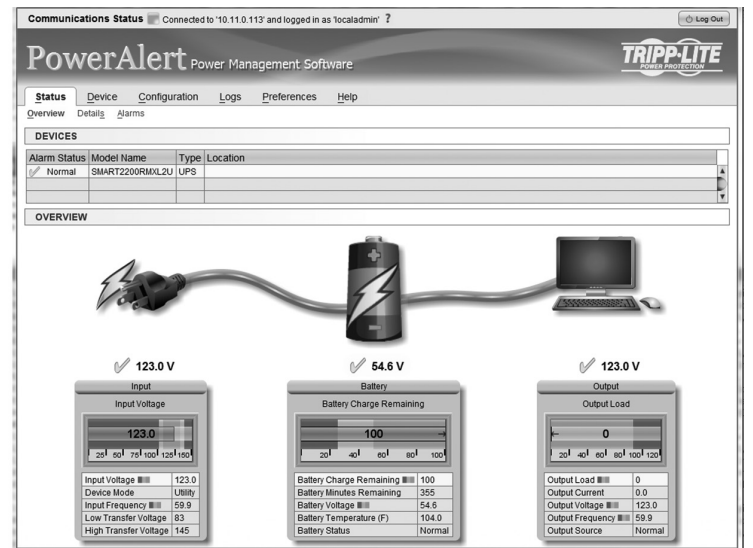 Communications Status Connected to '10.11.0.113' and logged in as 'localadmin' ? Log Out
PowerAlert Power Management Software
TRIPP·LITE
POWER PROTECTION
Status Device Configuration Logs Preferences Help
Overview Details Alarms
DEVICES
Alarm Status Model Name Type Location
Normal SMART2200RMXL2U UPS
OVERVIEW
123.0 V 54.6 V 123.0 V
Input Battery Output
Input Voltage Battery Charge Remaining Output Load
123.0 100 0
25 50 75 100 125 150 20 40 60 80 100 20 40 60 80 100 120
Input Voltage 123.0 Battery Charge Remaining 100 Output Load 0
Device Mode Utility Battery Minutes Remaining 355 Output Current 0.0
Input Frequency 59.9 Battery Voltage 54.6 Output Voltage 123.0
Low Transfer Voltage 83 Battery Temperature (F) 104.0 Output Frequency 59.9
High Transfer Voltage 145 Battery Status Normal Output Source Normal